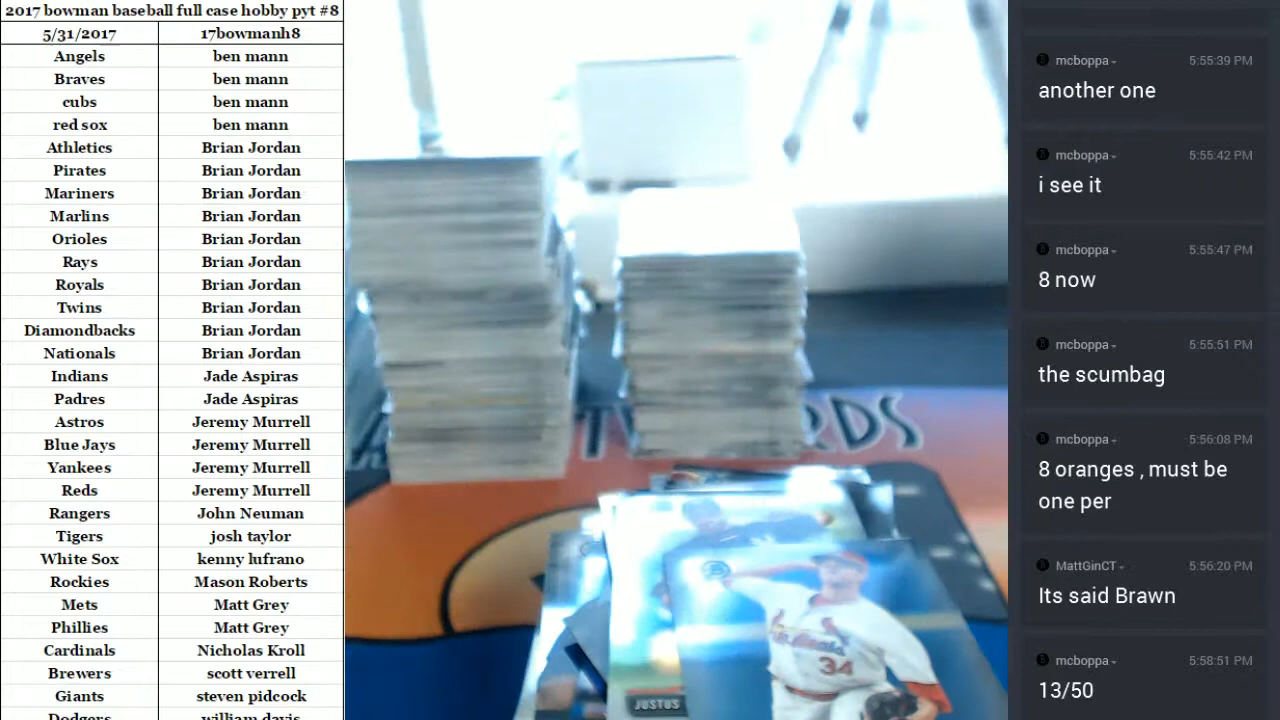 2017 bowman baseball full case hobby pyt #8
5/31/2017 17bowmanh8
Angels ben mann
Braves ben mann
cubs ben mann
red sox ben mann
Athletics Brian Jordan
Pirates Brian Jordan
Mariners Brian Jordan
Marlins Brian Jordan
Orioles Brian Jordan
Rays Brian Jordan
Royals Brian Jordan
Twins Brian Jordan
Diamondbacks Brian Jordan
Nationals Brian Jordan
Indians Jade Aspiras
Padres Jade Aspiras
Astros Jeremy Murrell
Blue Jays Jeremy Murrell
Yankees Jeremy Murrell
Reds Jeremy Murrell
Rangers John Neuman
Tigers josh taylor
White Sox kenny lufrano
Rockies Mason Roberts
Mets Matt Grey
Phillies Matt Grey
Cardinals Nicholas Kroll
Brewers scott verrell
Giants steven pidcock
Dodgers william davis
34
JUSTUS
mcboppa 5:55:39 PM
another one
mcboppa 5:55:42 PM
i see it
mcboppa 5:55:47 PM
8 now
mcboppa 5:55:51 PM
the scumbag
mcboppa 5:56:08 PM
8 oranges , must be
one per
MattGinCT 5:56:20 PM
Its said Brawn
mcboppa 5:58:51 PM
13/50